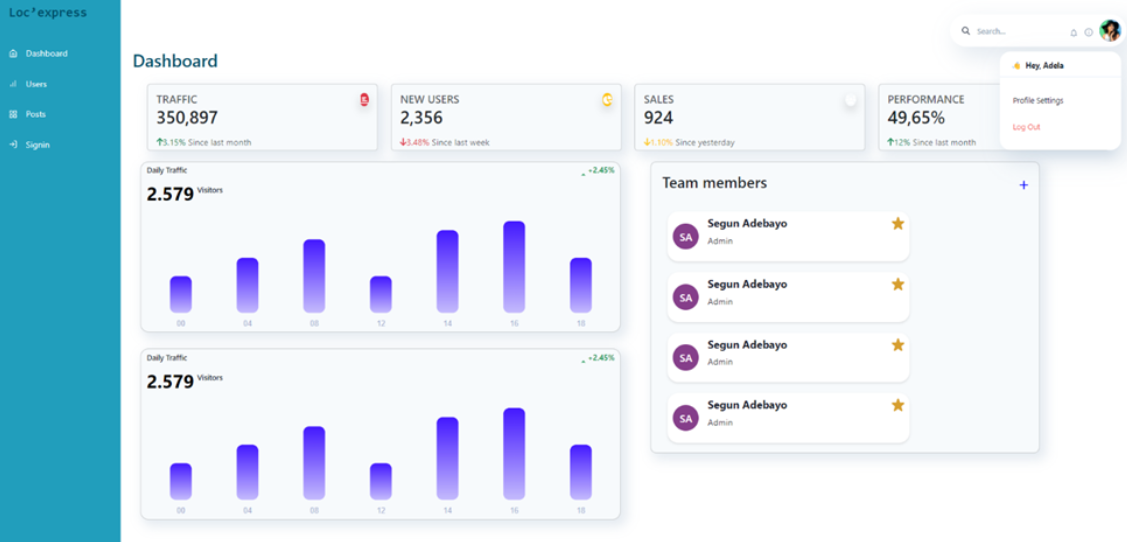 Loc'express
Dashboard
Users
Posts
Signin
Search...
Hey, Adela
Profile Settings
Log Out
Dashboard
TRAFFIC
350,897
3.15% Since last month
NEW USERS
2,356
3.48% Since last week
SALES
924
1.10% Since yesterday
PERFORMANCE
49,65%
12% Since last month
Daily Traffic
+2.45%
2.579 Visitors
00 04 08 12 14 16 18
Daily Traffic
+2.45%
2.579 Visitors
00 04 08 12 14 16 18
Team members
+
SA
Segun Adebayo
Admin
SA
Segun Adebayo
Admin
SA
Segun Adebayo
Admin
SA
Segun Adebayo
Admin